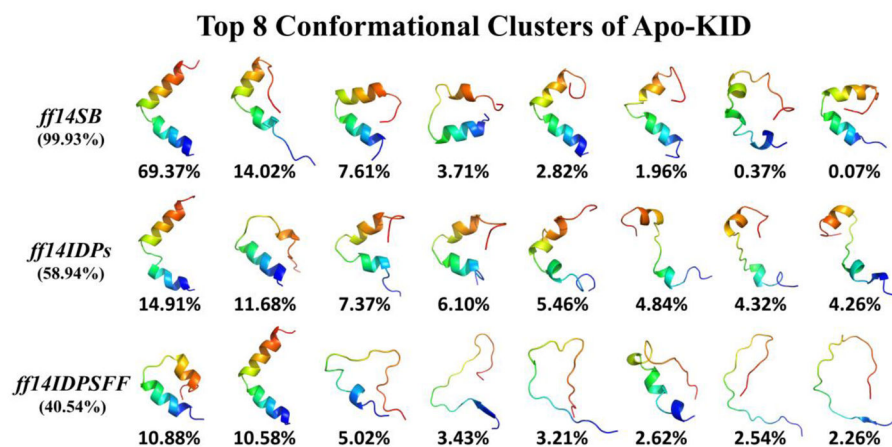 Top 8 Conformational Clusters of Apo-KID
ff14SB
(99.93%)
69.37% 14.02% 7.61% 3.71% 2.82% 1.96% 0.37% 0.07%
ff14IDPs
(58.94%)
14.91% 11.68% 7.37% 6.10% 5.46% 4.84% 4.32% 4.26%
ff14IDPSFF
(40.54%)
10.88% 10.58% 5.02% 3.43% 3.21% 2.62% 2.54% 2.26%